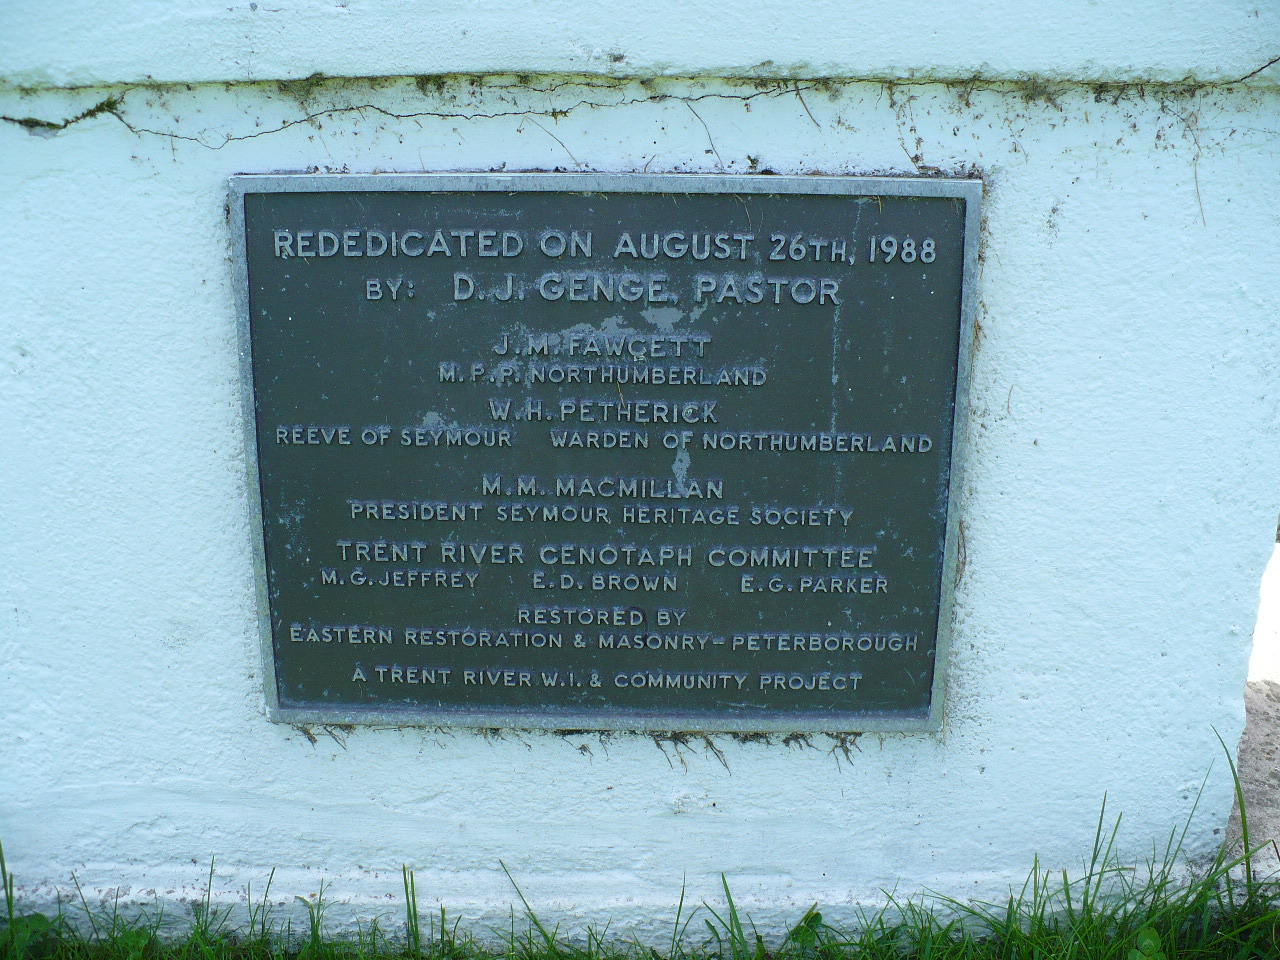 REDEDICATED ON AUGUST 26TH, 1988
BY: D.J. GENGE, PASTOR
J.M. FAWCETT
M.P.P. NORTHUMBERLAND
W.H. PETHERICK
REEVE OF SEYMOUR WARDEN OF NORTHUMBERLAND
M.M. MACMILLAN
PRESIDENT SEYMOUR HERITAGE SOCIETY
TRENT RIVER CENOTAPH COMMITTEE
M.G. JEFFREY E.D. BROWN E.G. PARKER
RESTORED BY
EASTERN RESTORATION & MASONRY-PETERBOROUGH
A TRENT RIVER W.I. & COMMUNITY PROJECT